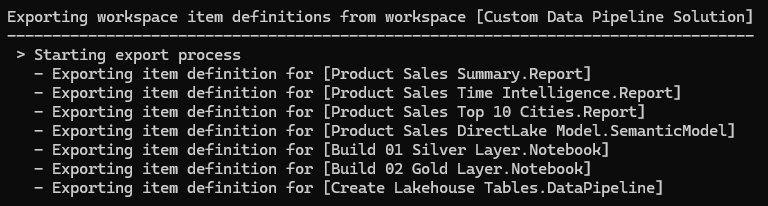 Exporting workspace item definitions from workspace [Custom Data Pipeline Solution]
-----------------------------------------------------------------------------------
> Starting export process
- Exporting item definition for [Product Sales Summary.Report]
- Exporting item definition for [Product Sales Time Intelligence.Report]
- Exporting item definition for [Product Sales Top 10 Cities.Report]
- Exporting item definition for [Product Sales DirectLake Model.SemanticModel]
- Exporting item definition for [Build 01 Silver Layer.Notebook]
- Exporting item definition for [Build 02 Gold Layer.Notebook]
- Exporting item definition for [Create Lakehouse Tables.DataPipeline]